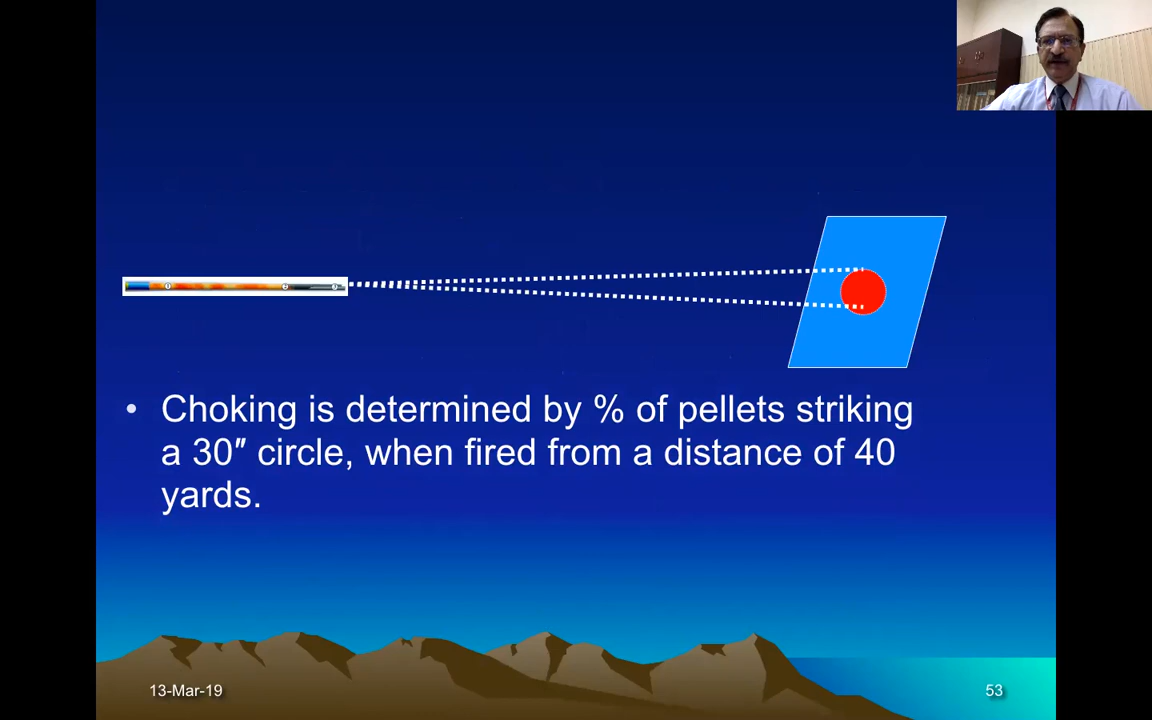 • Choking is determined by % of pellets striking
a 30″ circle, when fired from a distance of 40
yards.
13-Mar-19
53